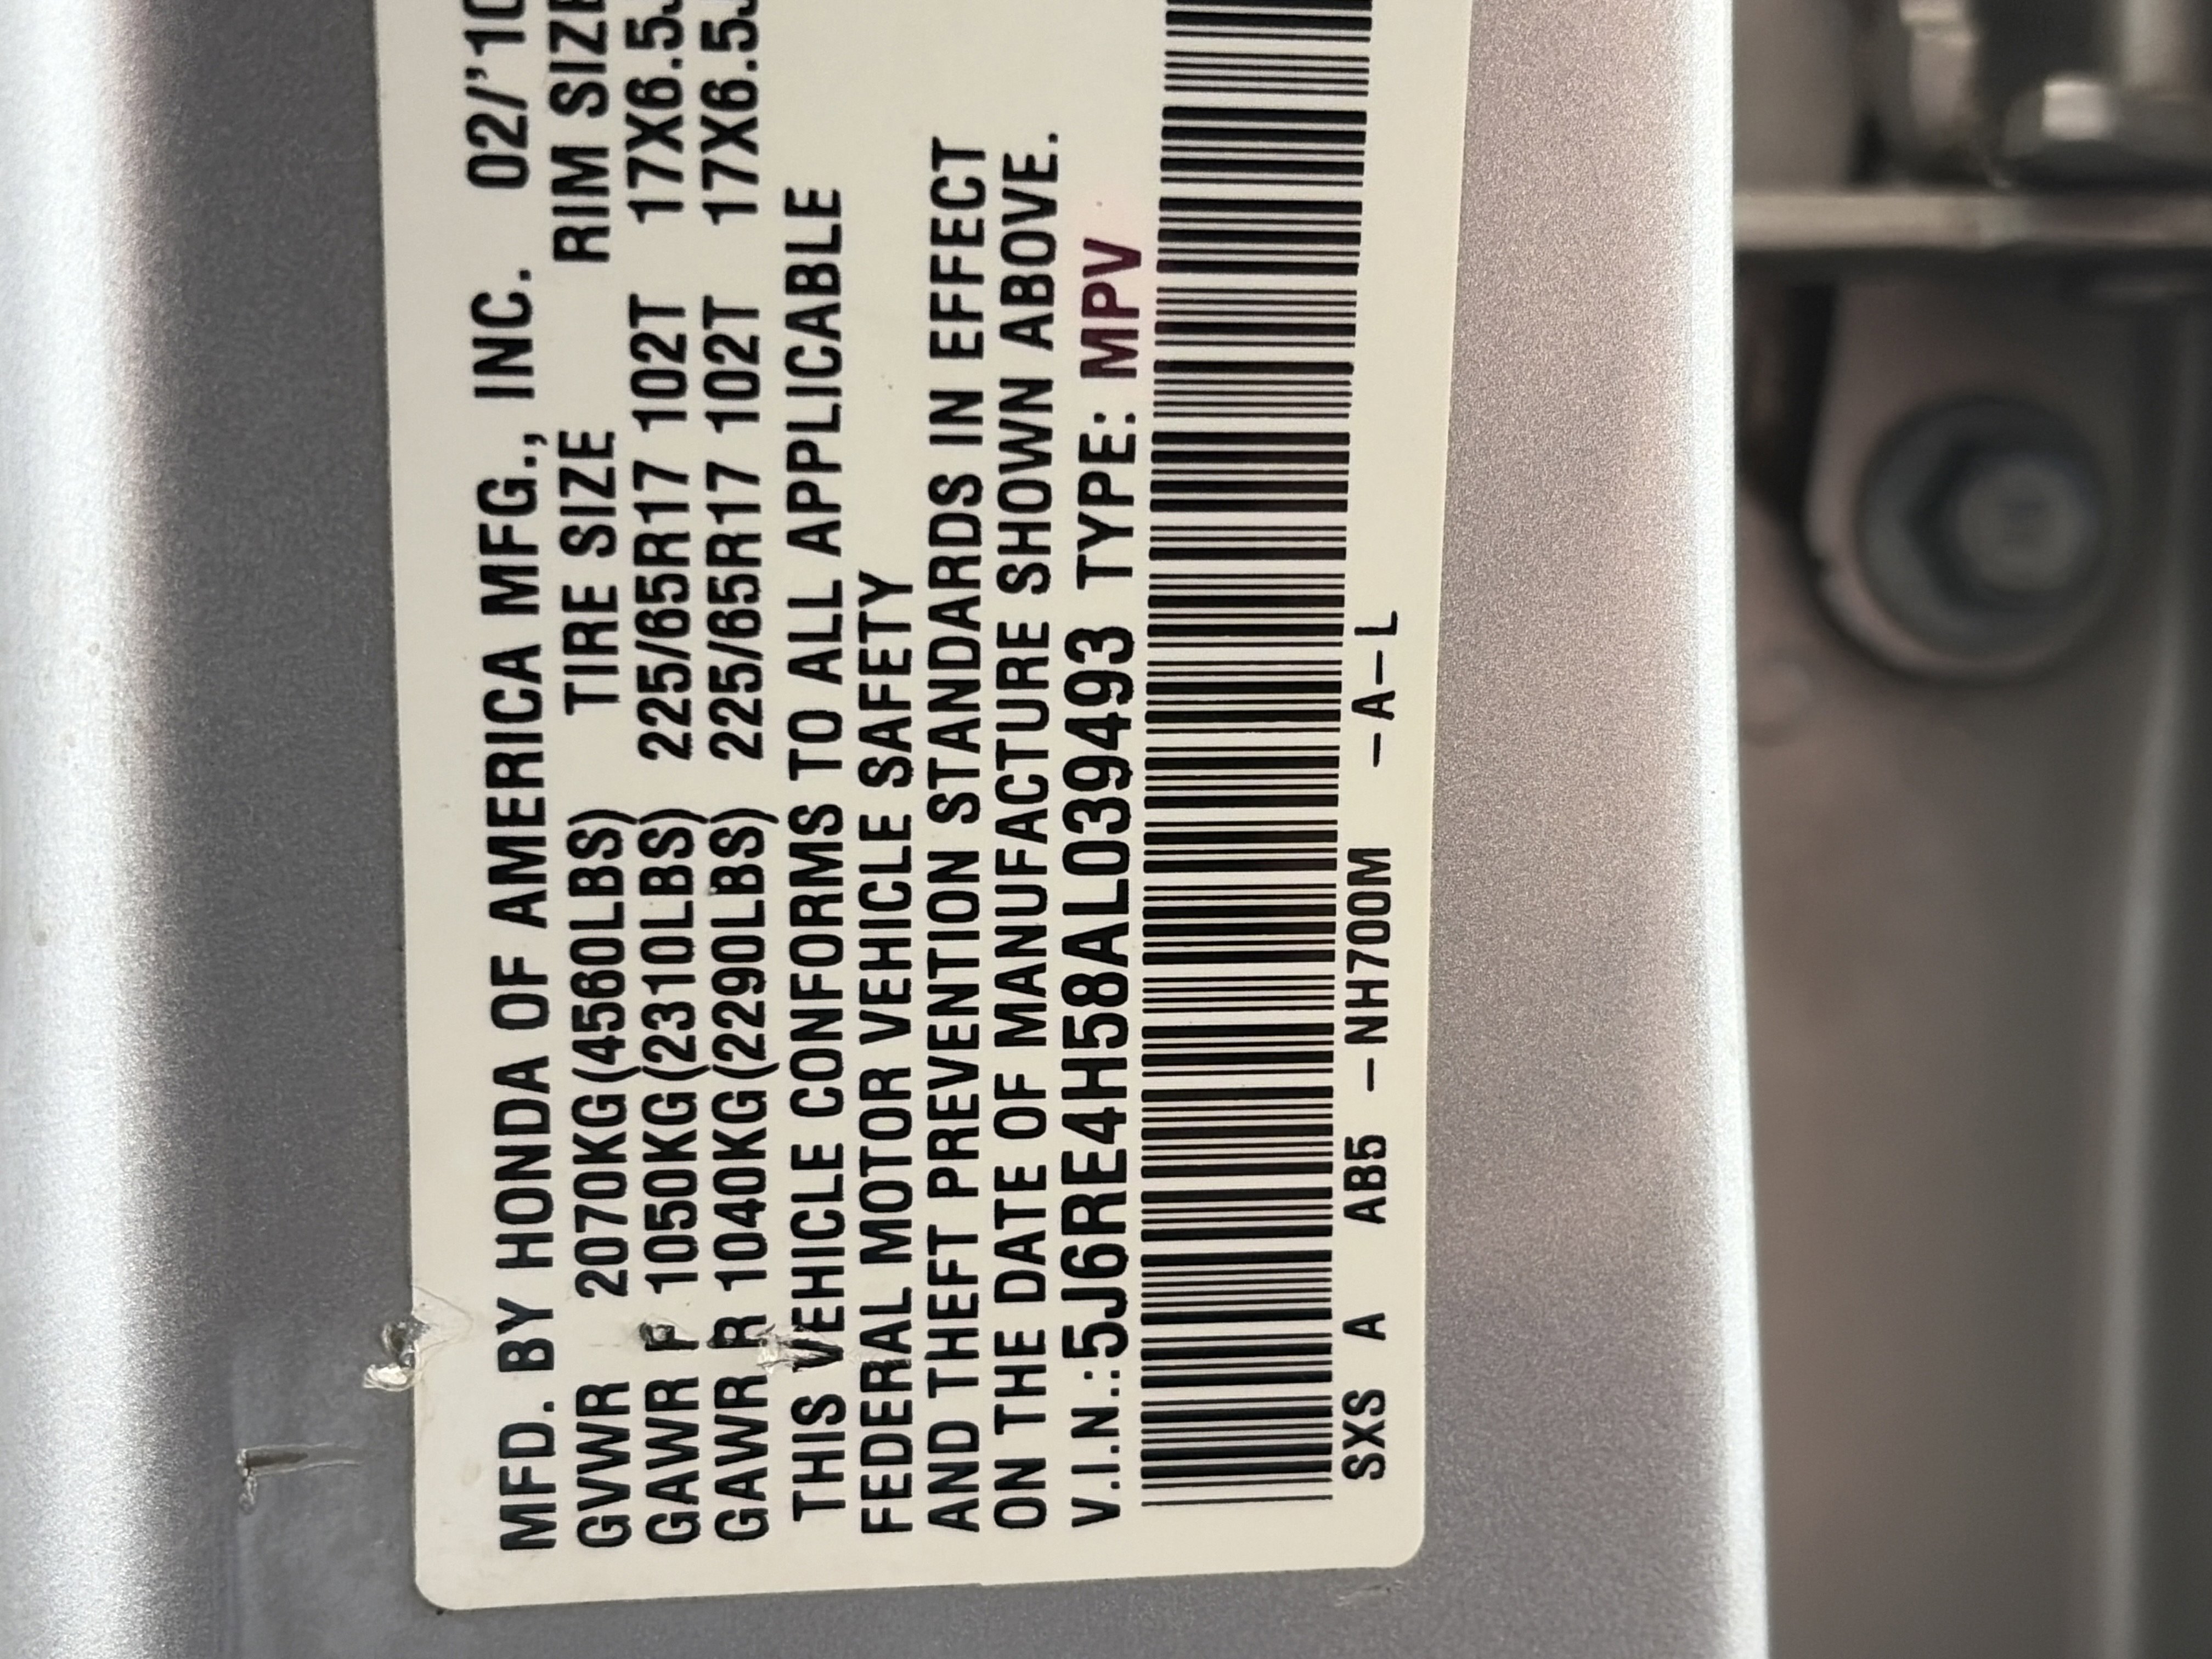 MFD. BY HONDA OF AMERICA MFG., INC. 02/'10
GVWR 2070KG(4560LBS) TIRE SIZE RIM SIZE
GAWR F 1050KG(2310LBS) 225/65R17 102T 17X6.5J
GAWR R 1040KG(2290LBS) 225/65R17 102T 17X6.5J
THIS VEHICLE CONFORMS TO ALL APPLICABLE
FEDERAL MOTOR VEHICLE SAFETY
AND THEFT PREVENTION STANDARDS IN EFFECT
ON THE DATE OF MANUFACTURE SHOWN ABOVE.
V.I.N.:5J6RE4H58AL039493 TYPE: MPV
SXS A AB5 –NH700M –A–L